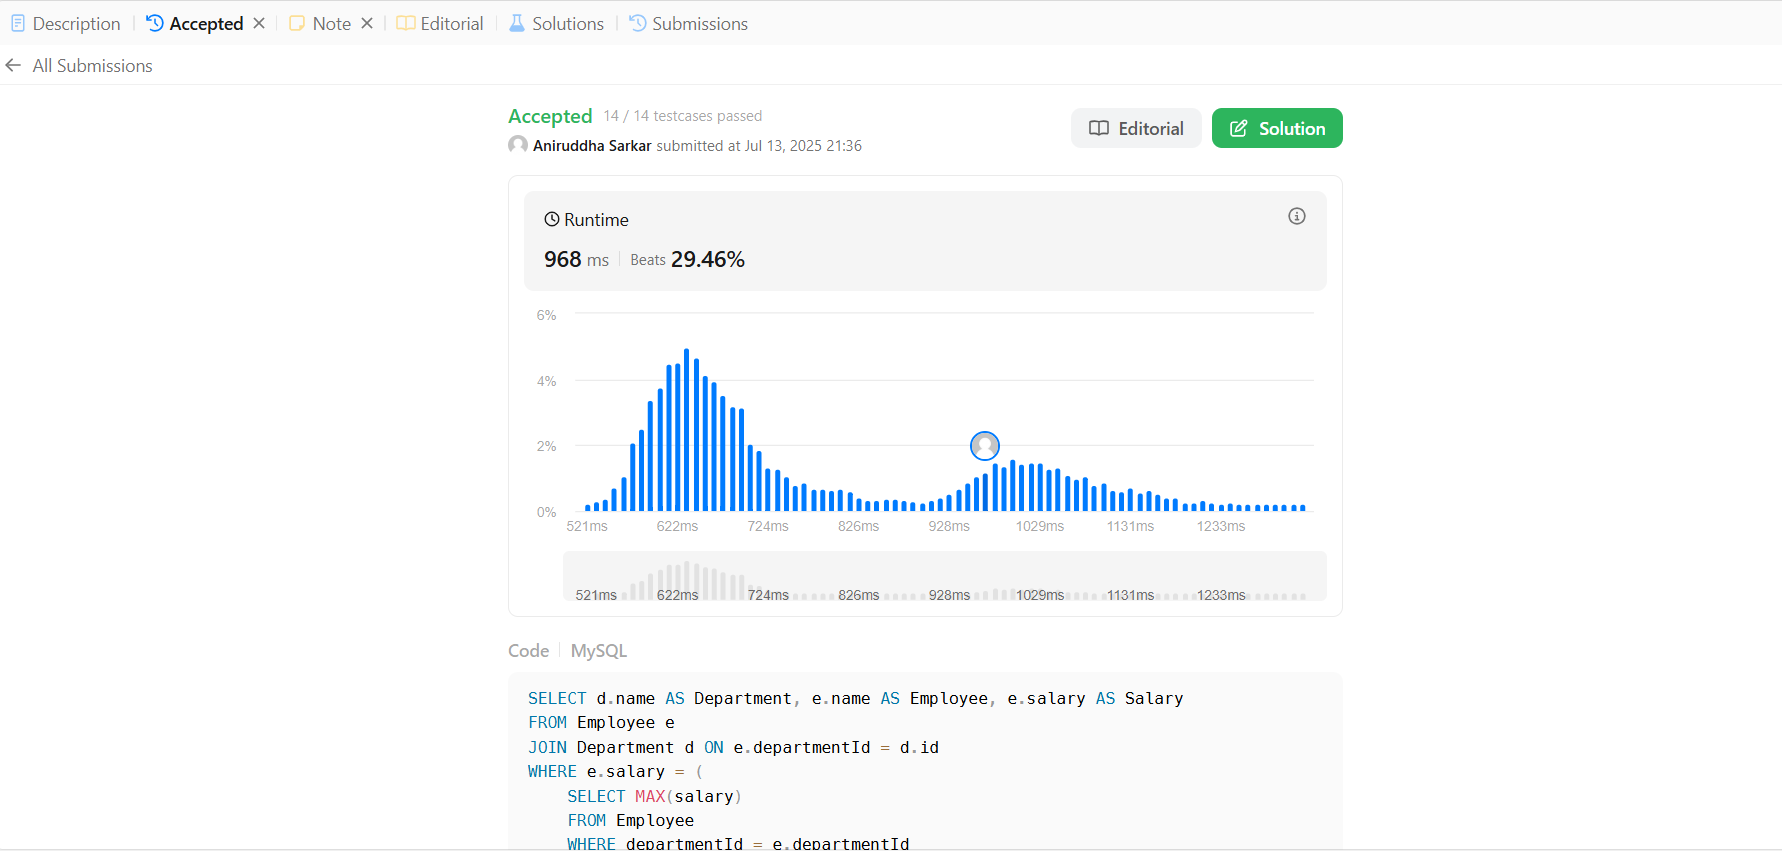 Description Accepted Note Editorial Solutions Submissions
All Submissions
Accepted 14 / 14 testcases passed
Aniruddha Sarkar submitted at Jul 13, 2025 21:36
Editorial
Solution
Runtime
968 ms Beats 29.46%
6%
4%
2%
0%
521ms 622ms 724ms 826ms 928ms 1029ms 1131ms 1233ms
521ms 622ms 724ms 826ms 928ms 1029ms 1131ms 1233ms
Code MySQL
SELECT d.name AS Department, e.name AS Employee, e.salary AS Salary
FROM Employee e
JOIN Department d ON e.departmentId = d.id
WHERE e.salary = (
    SELECT MAX(salary)
    FROM Employee
    WHERE departmentId = e.departmentId